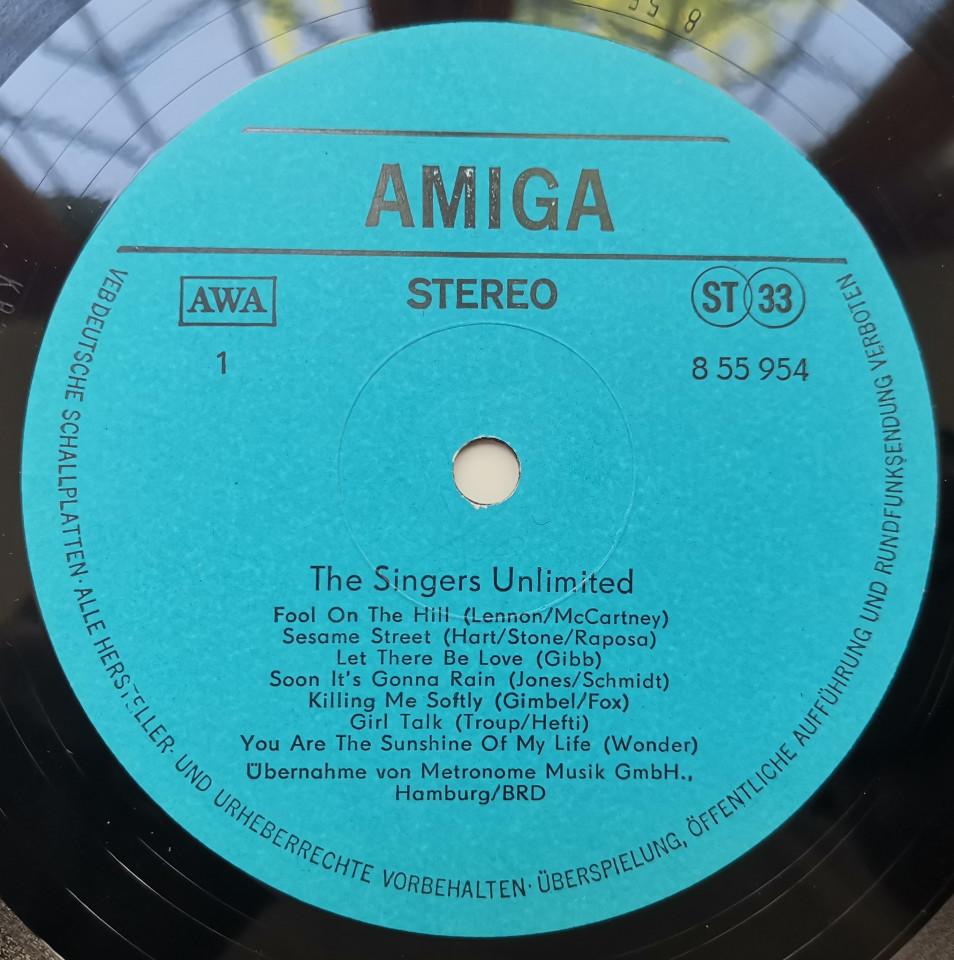 AMIGA
AWA
STEREO
ST 33
1
8 55 954
The Singers Unlimited
Fool On The Hill (Lennon/McCartney)
Sesame Street (Hart/Stone/Raposa)
Let There Be Love (Gibb)
Soon It's Gonna Rain (Jones/Schmidt)
Killing Me Softly (Gimbel/Fox)
Girl Talk (Troup/Hefti)
You Are The Sunshine Of My Life (Wonder)
Übernahme von Metronome Musik GmbH.,
Hamburg/BRD
VEB DEUTSCHE SCHALLPLATTEN · ALLE HERSTELLER- UND URHEBERRECHTE VORBEHALTEN · ÜBERSPIELUNG, ÖFFENTLICHE AUFFÜHRUNG UND RUNDFUNKSENDUNG VERBOTEN